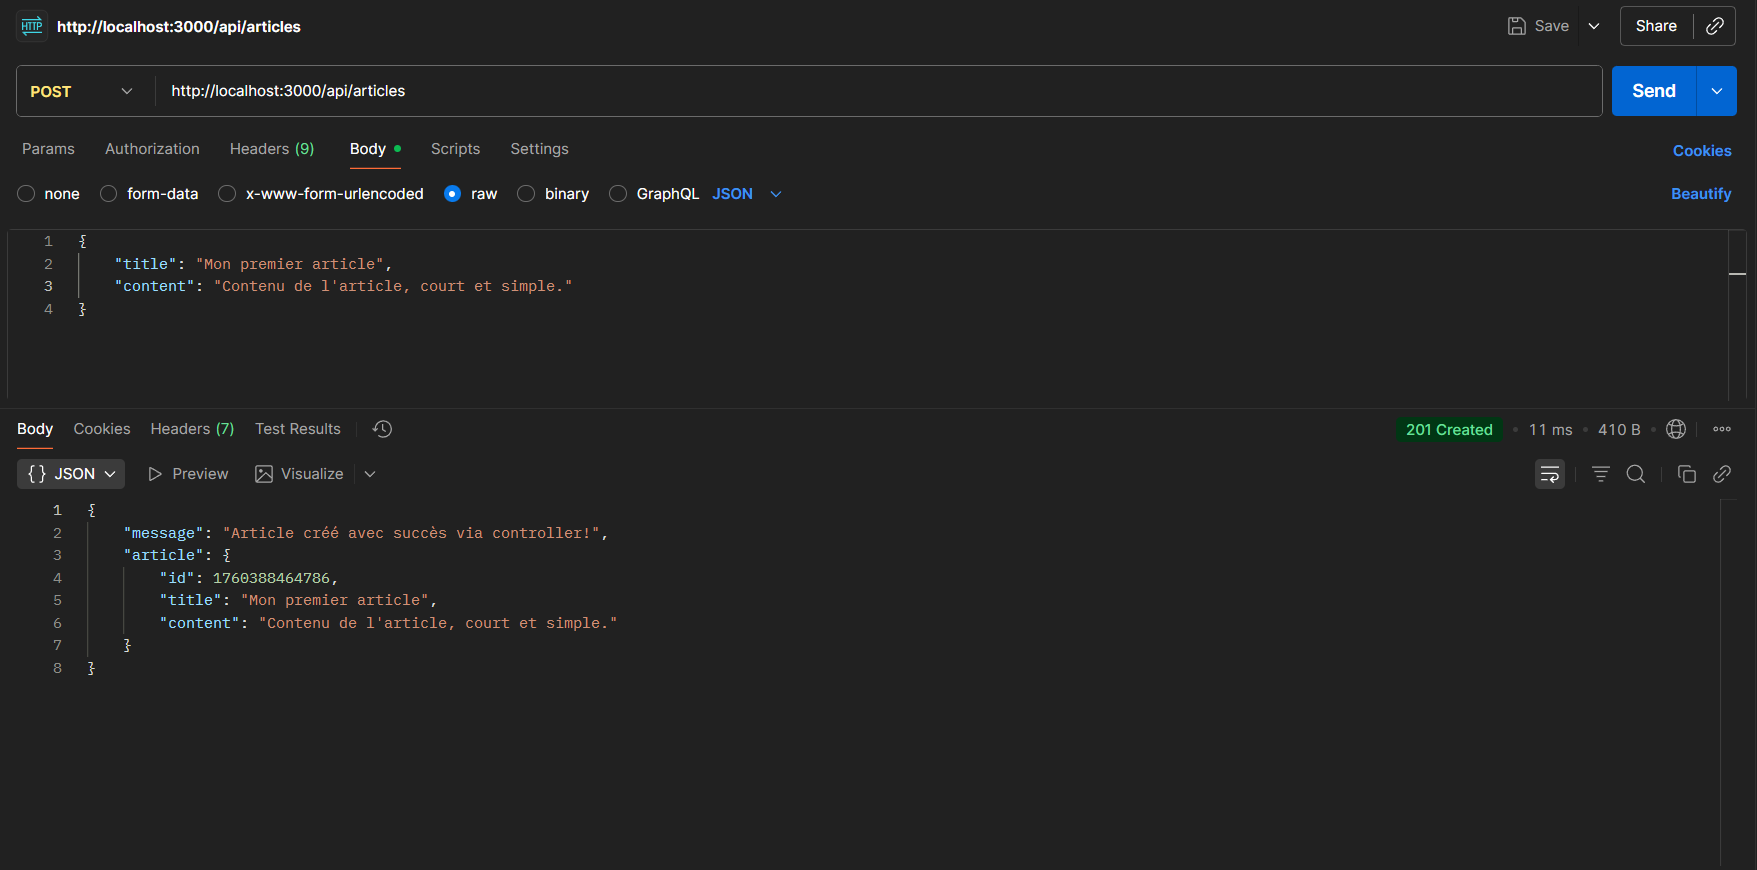 HTTP http://localhost:3000/api/articles Save Share
POST http://localhost:3000/api/articles Send
Params Authorization Headers (9) Body Scripts Settings Cookies
none form-data x-www-form-urlencoded raw binary GraphQL JSON Beautify
1 {
2 "title": "Mon premier article",
3 "content": "Contenu de l'article, court et simple."
4 }
Body Cookies Headers (7) Test Results 201 Created • 11 ms • 410 B •
{} JSON Preview Visualize
1 {
2 "message": "Article créé avec succès via controller!",
3 "article": {
4 "id": 1760388464786,
5 "title": "Mon premier article",
6 "content": "Contenu de l'article, court et simple."
7 }
8 }